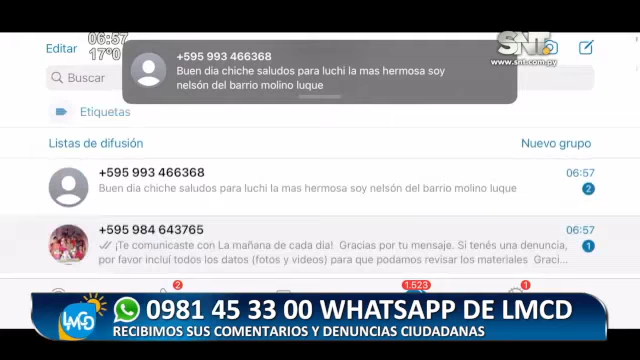 Editar
06:57
17°0
+595 993 466368
Buen dia chiche saludos para luchi la mas hermosa soy
nelsón del barrio molino luque
SNT
www.snt.com.py
Buscar
Etiquetas
Listas de difusión
Nuevo grupo
+595 993 466368
06:57
Buen dia chiche saludos para luchi la mas hermosa soy nelsón del barrio molino luque
2
+595 984 643765
06:57
¡Te comunicaste con La mañana de cada día! Gracias por tu mensaje. Si tenés una denuncia,
por favor incluí todos los datos (fotos y videos) para que podamos revisar los materiales Gracia...
1
2
1.523
1
LMCD
0981 45 33 00 WHATSAPP DE LMCD
RECIBIMOS SUS COMENTARIOS Y DENUNCIAS CIUDADANAS